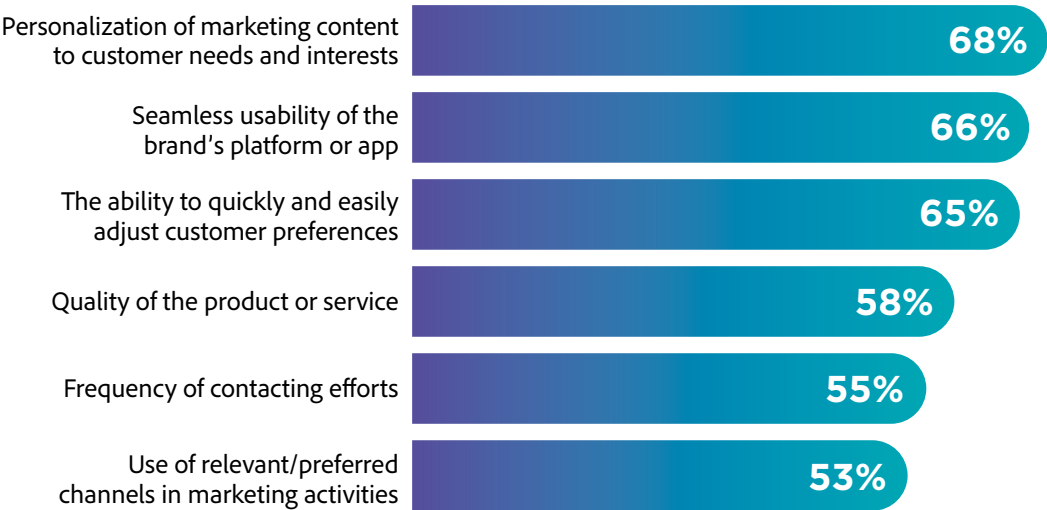 Personalization of marketing content
to customer needs and interests
68%
Seamless usability of the
brand's platform or app
66%
The ability to quickly and easily
adjust customer preferences
65%
Quality of the product or service
58%
Frequency of contacting efforts
55%
Use of relevant/preferred
channels in marketing activities
53%